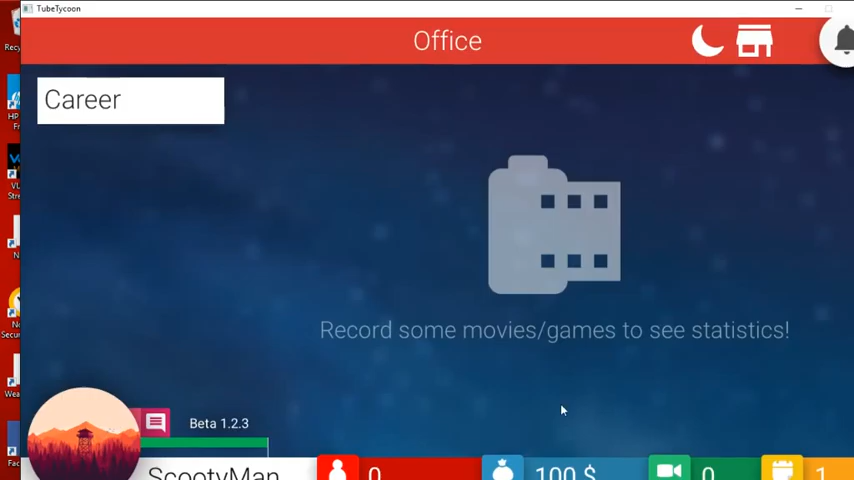 TubeTycoon
Office
Career
Record some movies/games to see statistics!
Beta 1.2.3
ScootyMan
0
100 $
0
1